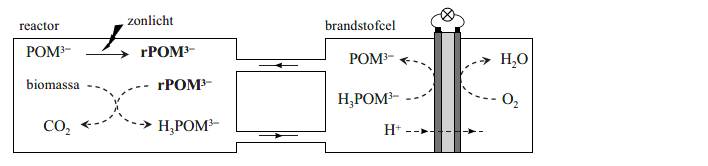 reactor
zonlicht
brandstofcel
POM³⁻
rPOM³⁻
biomassa
rPOM³⁻
CO₂
H₃POM³⁻
POM³⁻
H₂O
H₃POM³⁻
O₂
H⁺